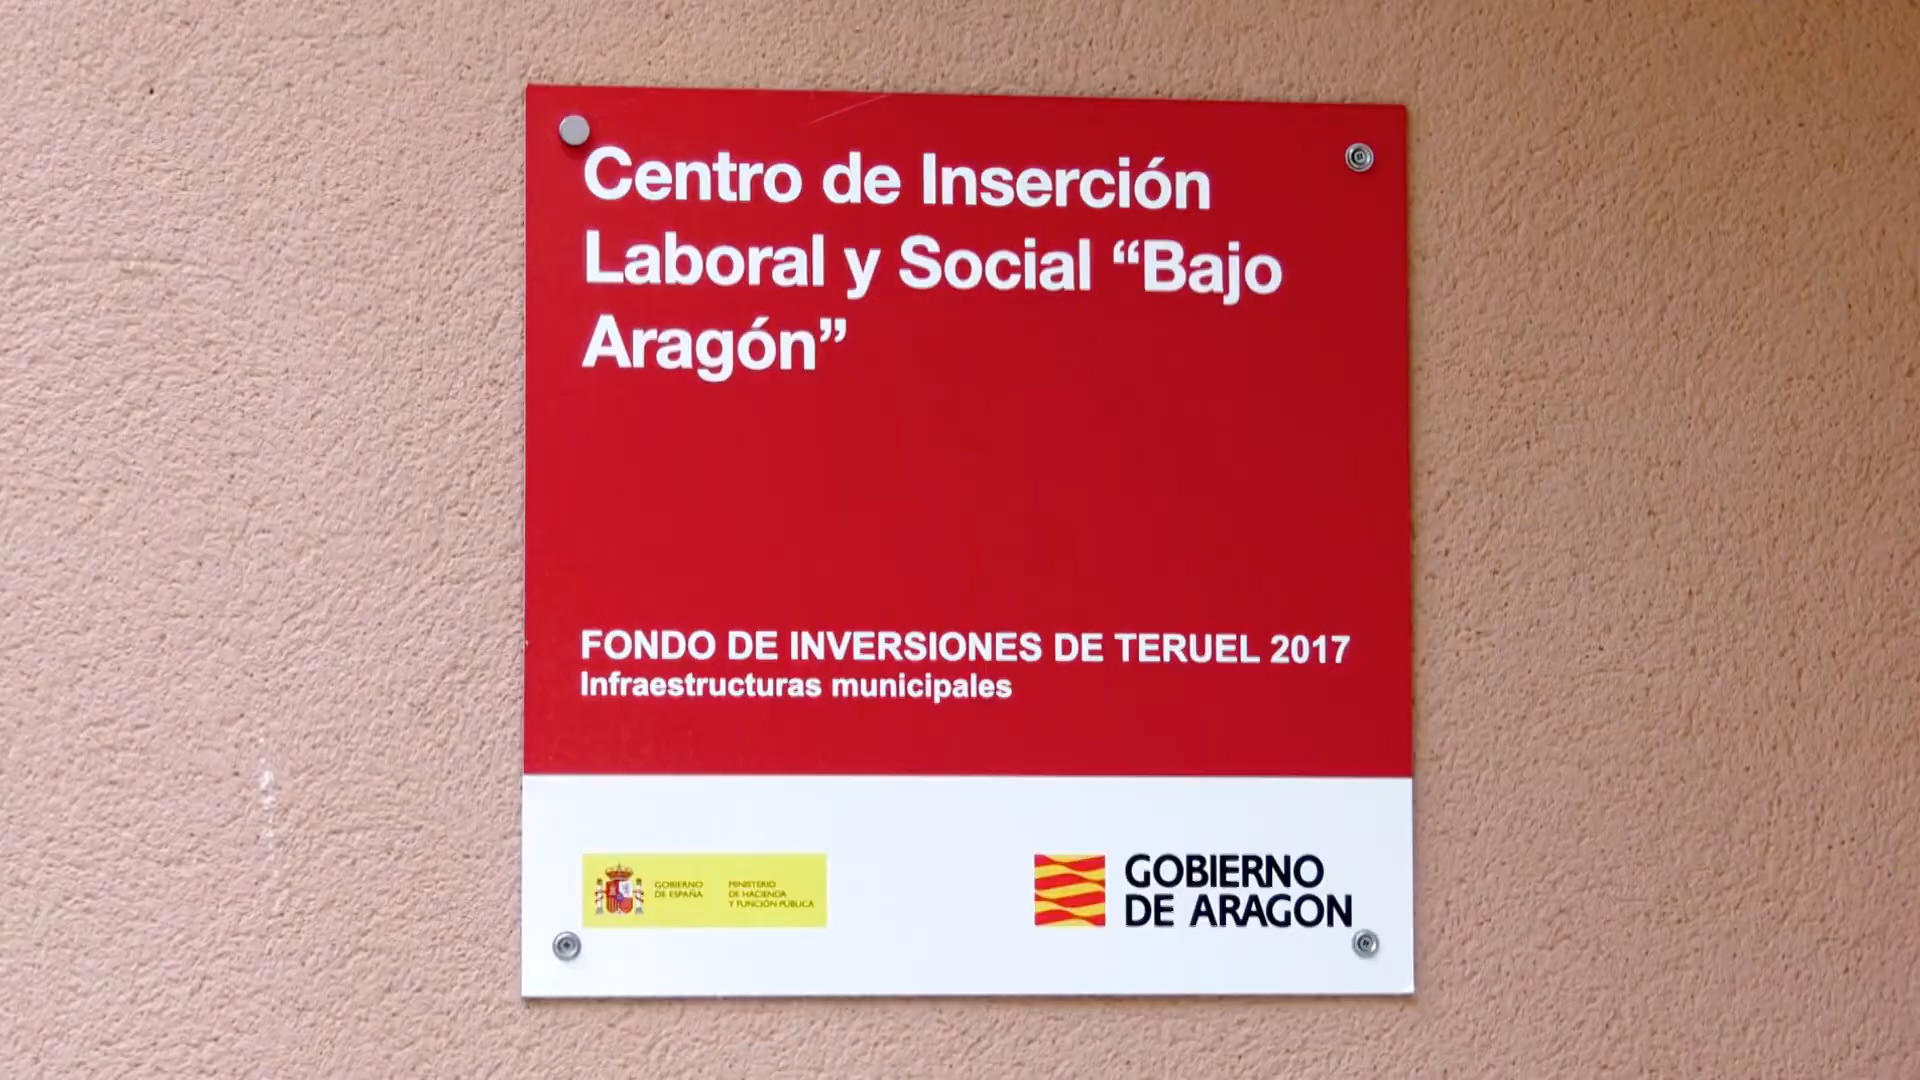 Centro de Inserción
Laboral y Social “Bajo
Aragón”
FONDO DE INVERSIONES DE TERUEL 2017
Infraestructuras municipales
GOBIERNO
DE ESPAÑA
MINISTERIO
DE HACIENDA
Y FUNCIÓN PÚBLICA
GOBIERNO
DE ARAGON